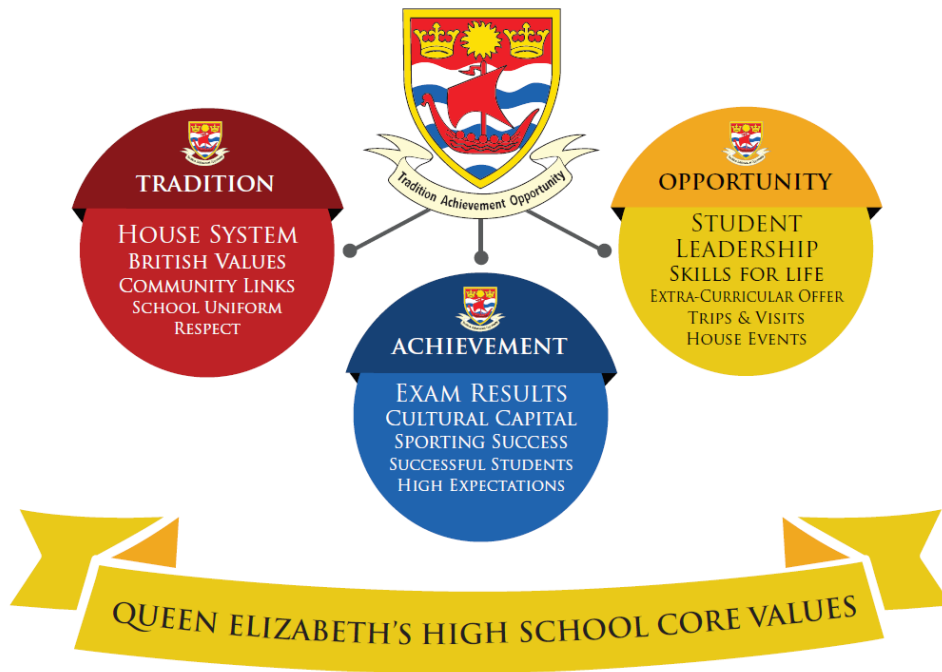 Tradition Achievement Opportunity
TRADITION
HOUSE SYSTEM
BRITISH VALUES
COMMUNITY LINKS
SCHOOL UNIFORM
RESPECT
ACHIEVEMENT
EXAM RESULTS
CULTURAL CAPITAL
SPORTING SUCCESS
SUCCESSFUL STUDENTS
HIGH EXPECTATIONS
OPPORTUNITY
STUDENT
LEADERSHIP
SKILLS FOR LIFE
EXTRA-CURRICULAR OFFER
TRIPS & VISITS
HOUSE EVENTS
QUEEN ELIZABETH'S HIGH SCHOOL CORE VALUES